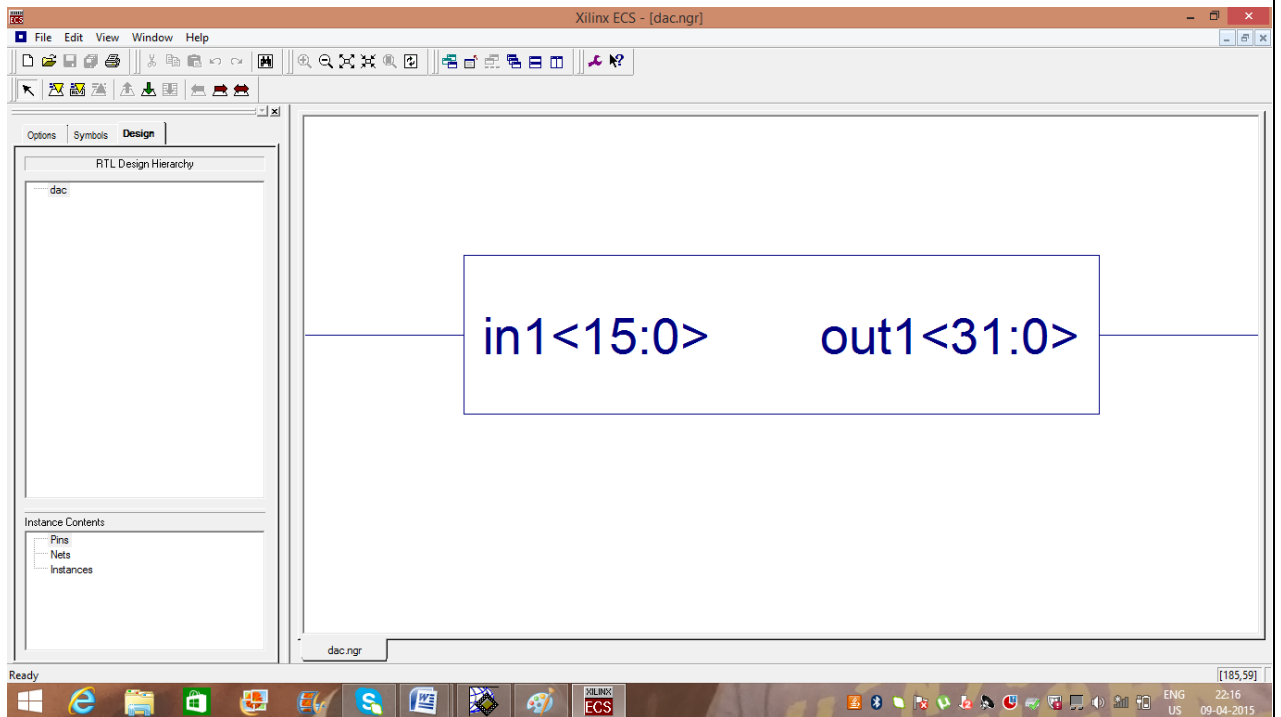 ECS
Xilinx ECS - [dac.ngr]
File Edit View Window Help
Options Symbols Design
RTL Design Hierarchy
dac
in1<15:0> out1<31:0>
Instance Contents
Pins
Nets
Instances
dac.ngr
Ready [185,59]
XILINX
ECS
ENG 22:16
US 09-04-2015